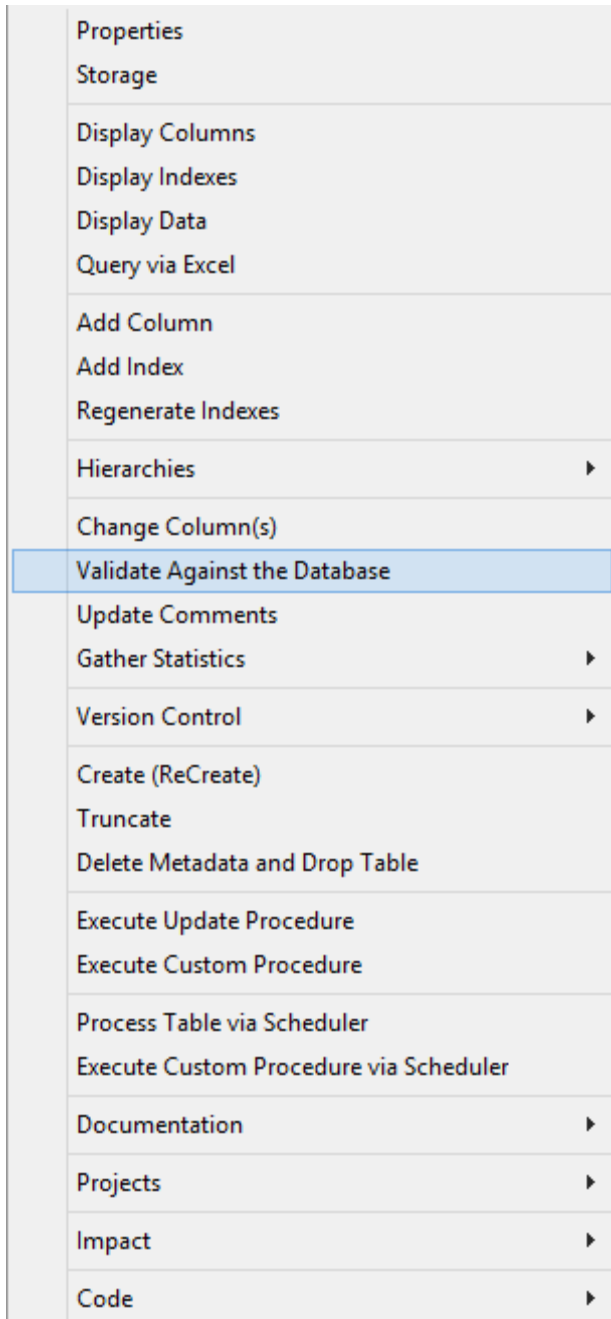 Properties
Storage
Display Columns
Display Indexes
Display Data
Query via Excel
Add Column
Add Index
Regenerate Indexes
Hierarchies
Change Column(s)
Validate Against the Database
Update Comments
Gather Statistics
Version Control
Create (ReCreate)
Truncate
Delete Metadata and Drop Table
Execute Update Procedure
Execute Custom Procedure
Process Table via Scheduler
Execute Custom Procedure via Scheduler
Documentation
Projects
Impact
Code